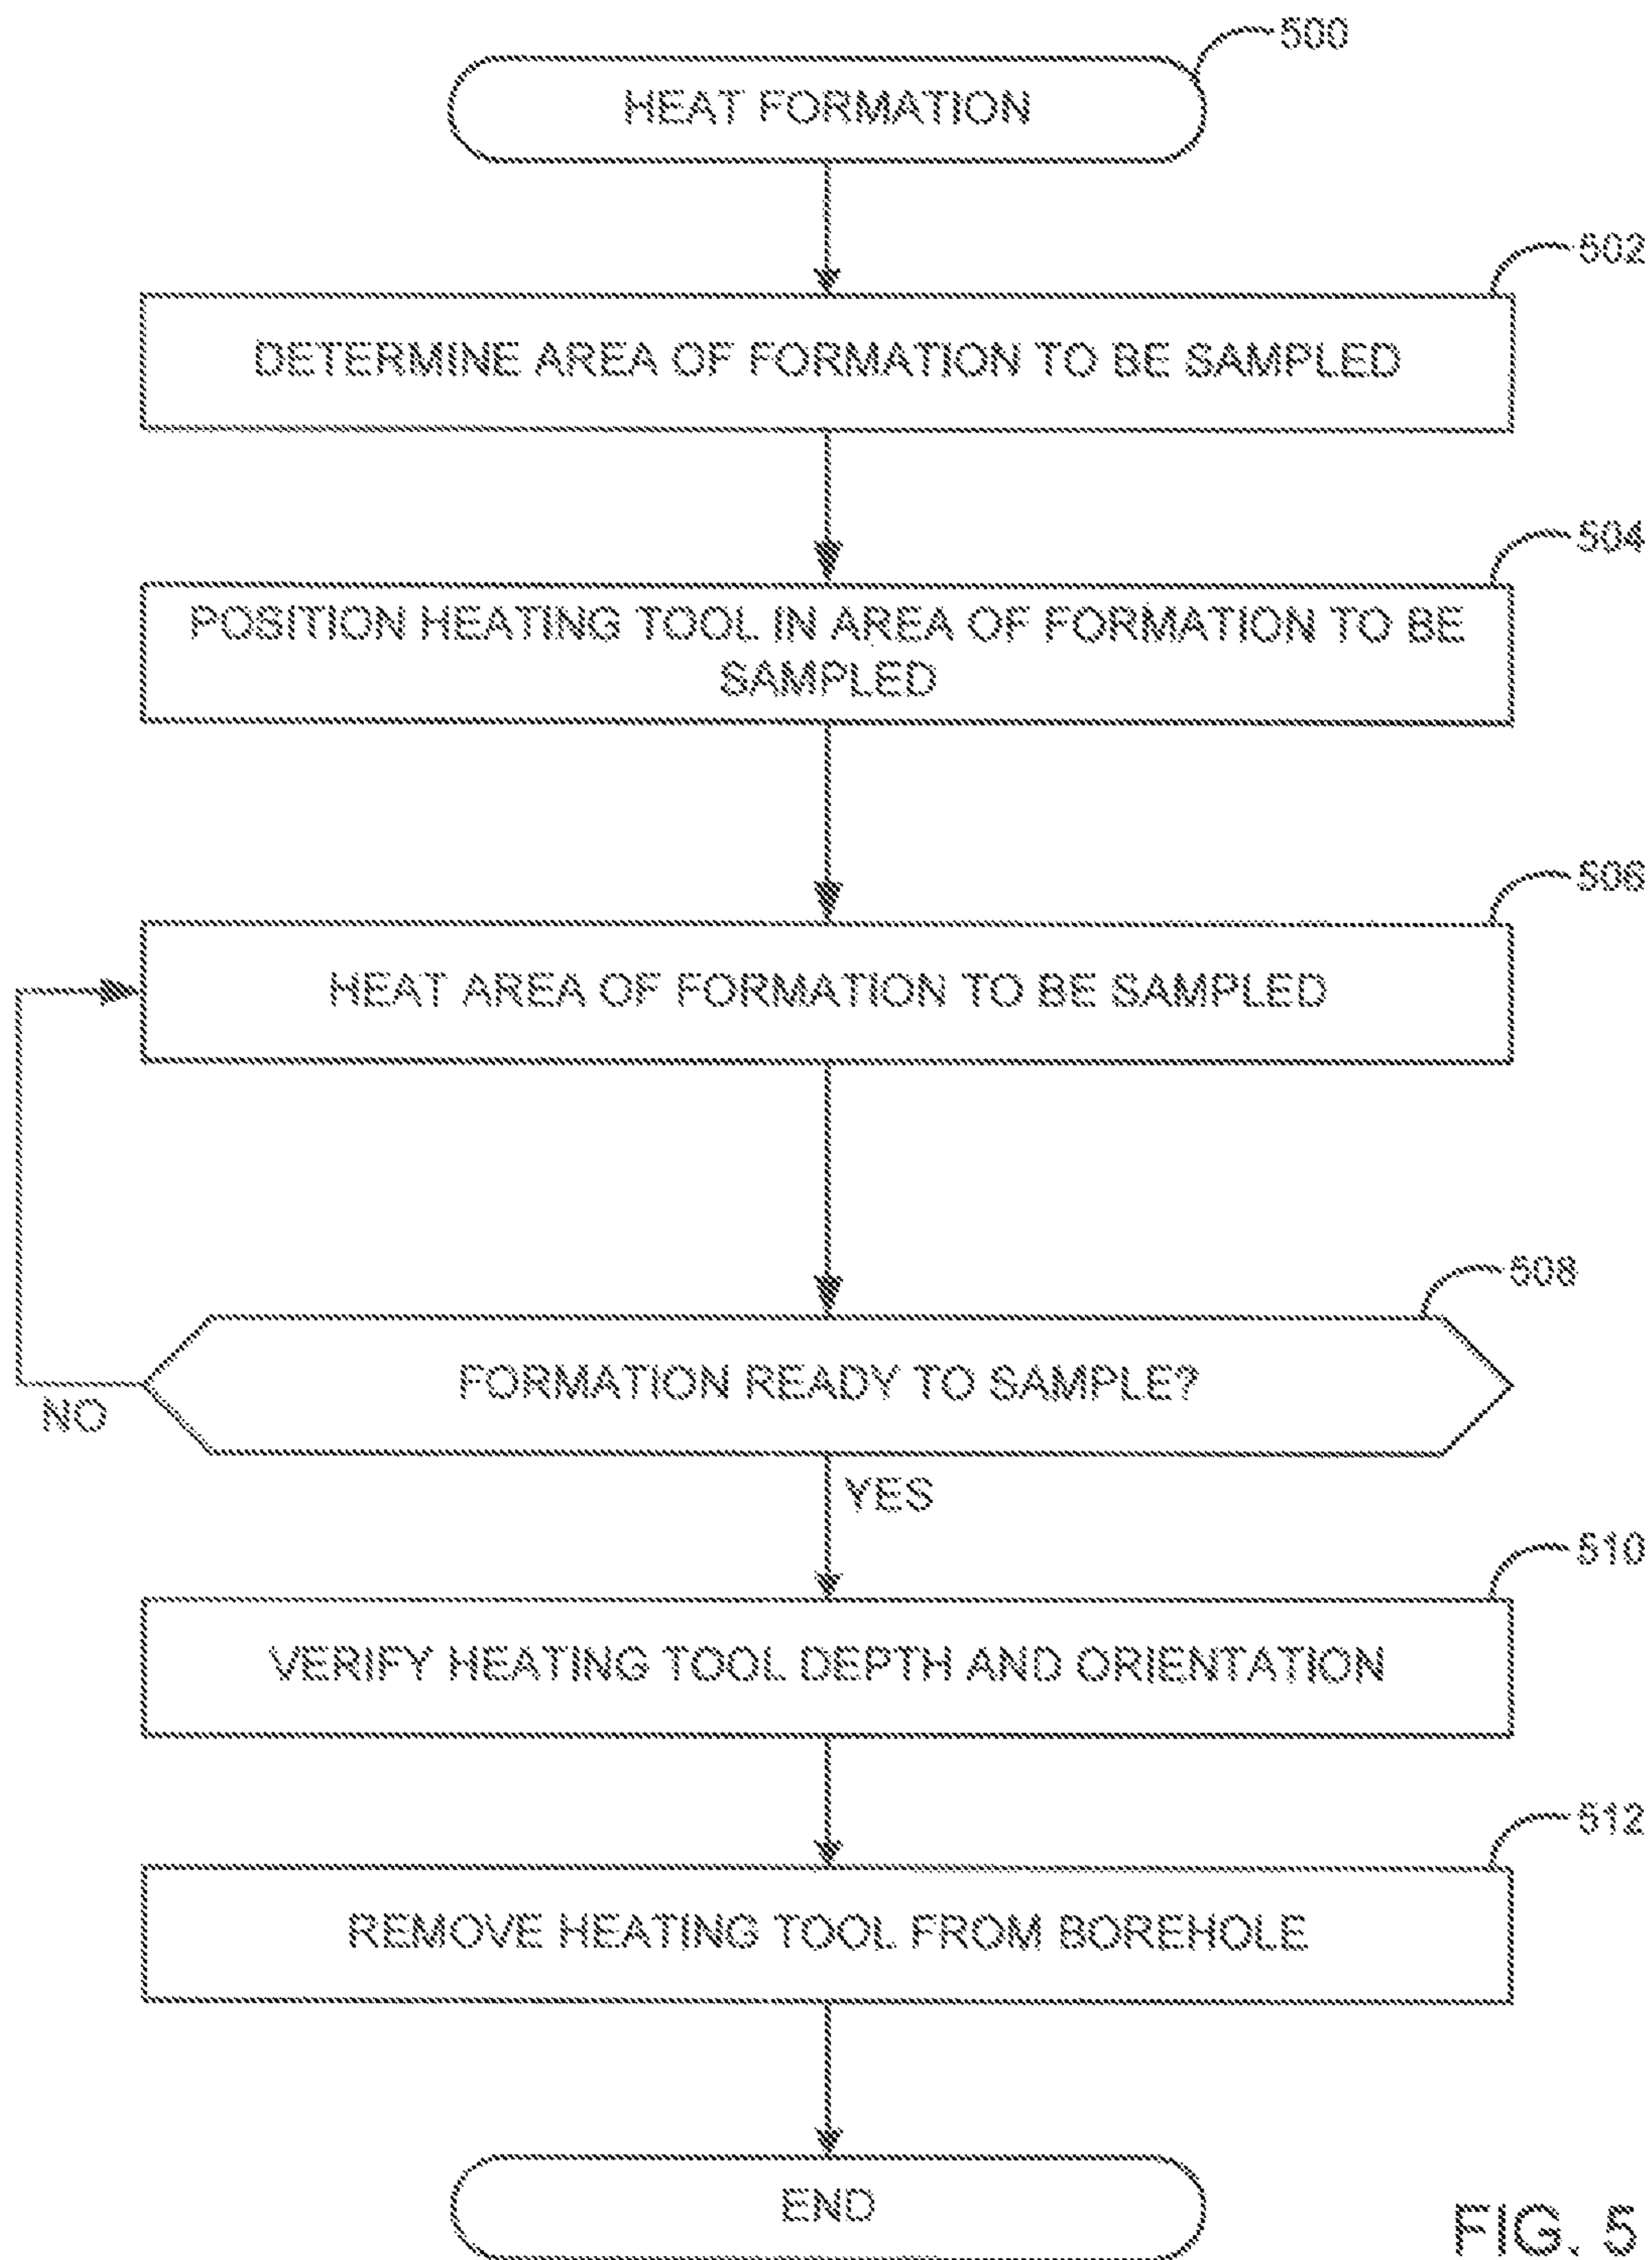 500
HEAT FORMATION
502
DETERMINE AREA OF FORMATION TO BE SAMPLED
504
POSITION HEATING TOOL IN AREA OF FORMATION TO BE
SAMPLED
506
HEAT AREA OF FORMATION TO BE SAMPLED
508
FORMATION READY TO SAMPLE?
NO
YES
510
VERIFY HEATING TOOL DEPTH AND ORIENTATION
512
REMOVE HEATING TOOL FROM BOREHOLE
END
FIG. 5